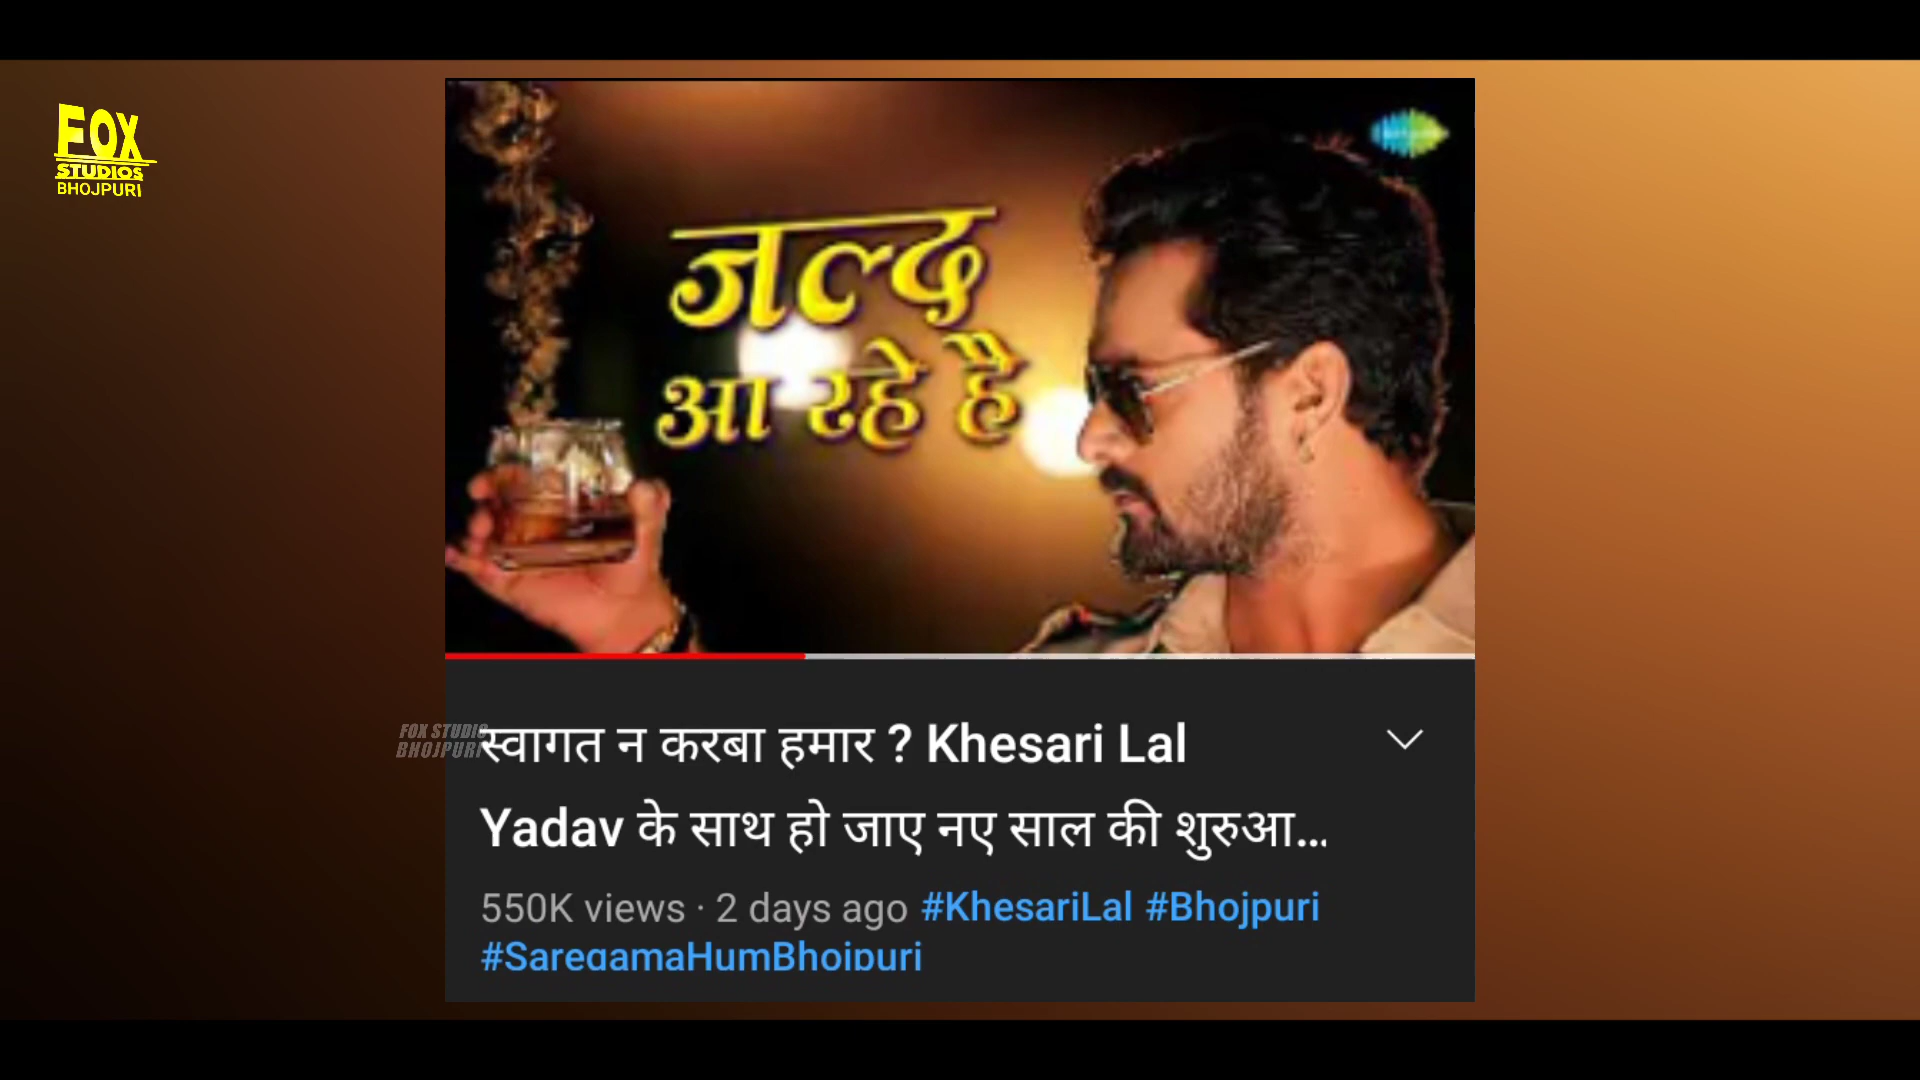 FOX
STUDIOS
BHOJPURI
जल्द
आ रहे है
FOX STUDIO
BHOJPURI
स्वागत न करबा हमार ? Khesari Lal
Yadav के साथ हो जाए नए साल की शुरुआ...
550K views · 2 days ago #KhesariLal #Bhojpuri
#SaregamaHumBhojpuri